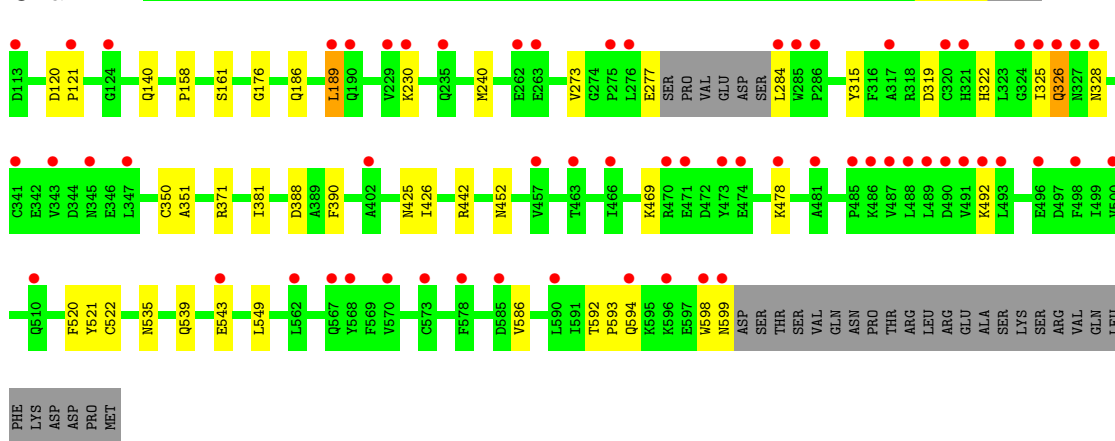 D113 D120 P121 G124 Q140 P158 S161 G176 Q186 L189 Q190 V229 K230 Q235 M240 E262 E263 V273 G274 P275 L276 E277 SER PRO VAL GLU ASP SER L284 W285 P286 Y315 F316 A317 R318 D319 C320 H321 H322 L323 G324 I325 Q326 N327 N328
C341 E342 V343 D344 N345 E346 L347 C350 A351 R371 I381 D388 A389 F390 A402 N425 I426 R442 N452 V457 T463 I466 K469 R470 E471 D472 Y473 E474 K478 A481 P485 K486 V487 L488 L489 D490 V491 K492 L493 E496 D497 F498 I499
Q510 F520 Y521 C522 N535 Q539 E543 L549 L562 Q567 Y568 F569 V570 C573 F578 D585 V586 L590 I591 T592 P593 Q594 K595 K596 E597 W598 N599 ASP SER THR SER VAL GLN ASN PRO THR ARG LEU ARG GLU ALA SER LYS SER ARG VAL GLN LEU
PHE LYS ASP ASP PRO MET